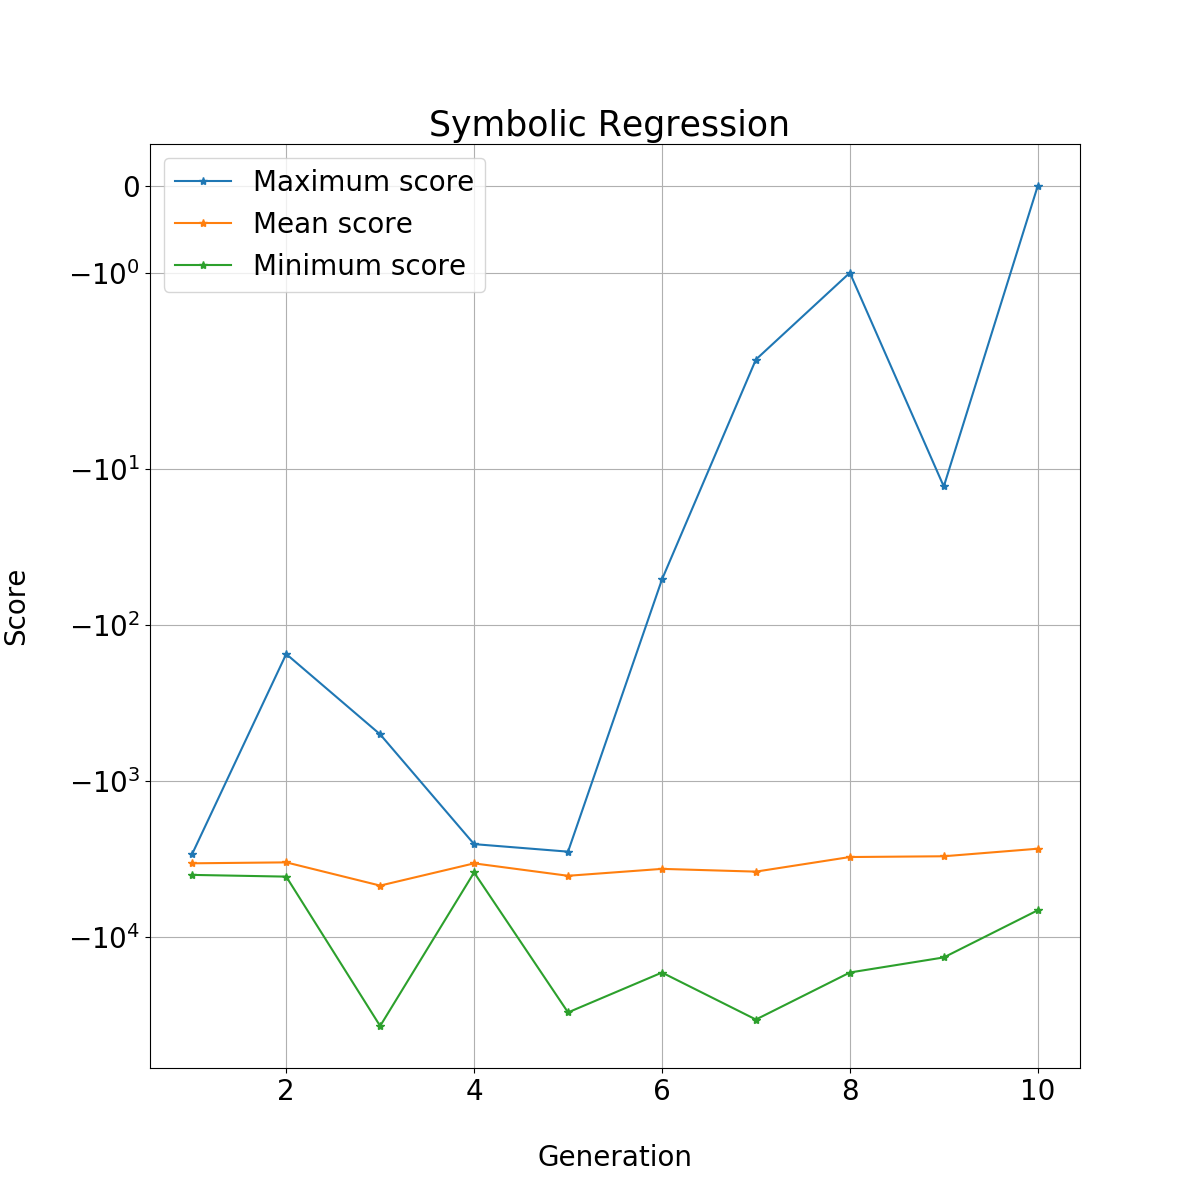 Symbolic Regression
Maximum score
Mean score
Minimum score
0
−10⁰
−10¹
−10²
−10³
−10⁴
Score
2 4 6 8 10
Generation